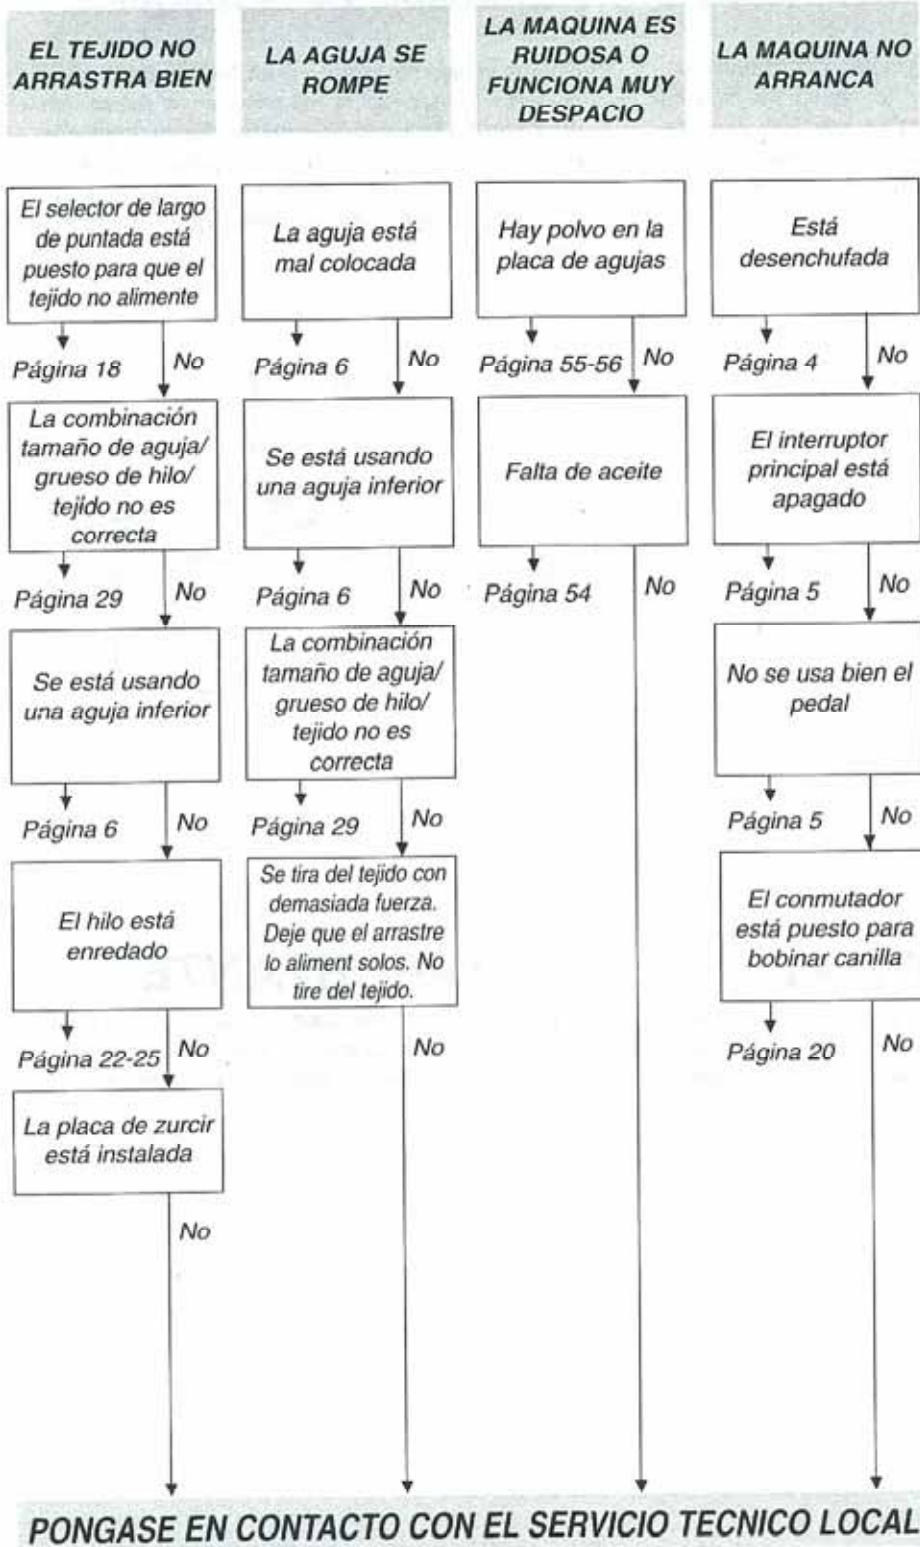 EL TEJIDO NO
ARRASTRA BIEN
El selector de largo
de puntada está
puesto para que el
tejido no alimente
Página 18
No
La combinación
tamaño de aguja/
grueso de hilo/
tejido no es
correcta
Página 29
No
Se está usando
una aguja inferior
Página 6
No
El hilo está
enredado
Página 22-25
No
La placa de zurcir
está instalada
No
LA AGUJA SE
ROMPE
La aguja está
mal colocada
Página 6
No
Se está usando
una aguja inferior
Página 6
No
La combinación
tamaño de aguja/
grueso de hilo/
tejido no es
correcta
Página 29
No
Se tira del tejido con
demasiada fuerza.
Deje que el arrastre
lo aliment solos. No
tire del tejido.
No
LA MAQUINA ES
RUIDOSA O
FUNCIONA MUY
DESPACIO
Hay polvo en la
placa de agujas
Página 55-56
No
Falta de aceite
Página 54
No
LA MAQUINA NO
ARRANCA
Está
desenchufada
Página 4
No
El interruptor
principal está
apagado
Página 5
No
No se usa bien el
pedal
Página 5
No
El conmutador
está puesto para
bobinar canilla
Página 20
No
PONGASE EN CONTACTO CON EL SERVICIO TECNICO LOCAL